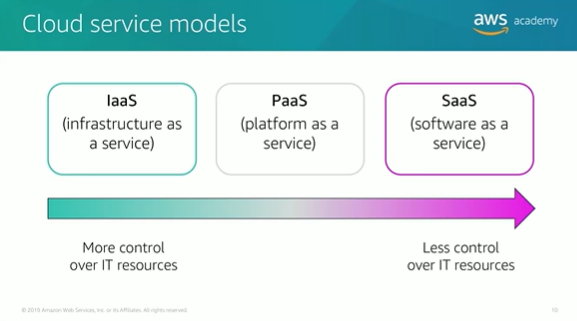 Cloud service models
aws academy
IaaS
(infrastructure as
a service)
PaaS
(platform as a
service)
SaaS
(software as a
service)
More control
over IT resources
Less control
over IT resources
© 2019 Amazon Web Services, Inc. or its Affiliates. All rights reserved.
10